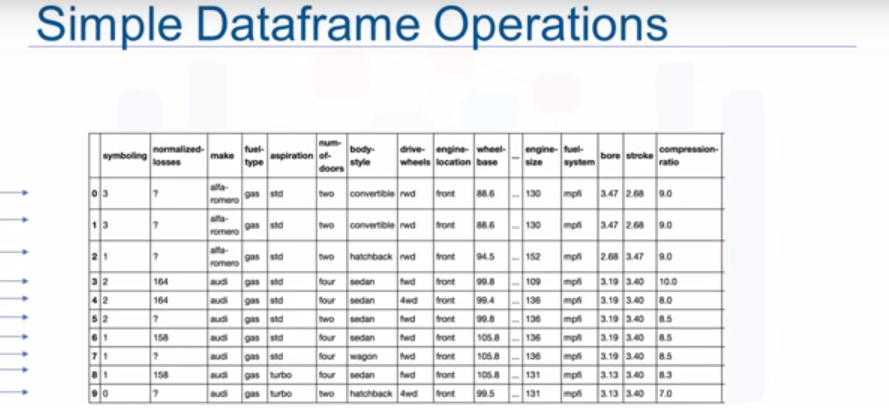 Simple Dataframe Operations
symboling normalized-losses make fuel-type aspiration num-of-doors body-style drive-wheels engine-location wheel-base ... engine-size fuel-system bore stroke compression-ratio
0 3 ? alfa-romero gas std two convertible rwd front 88.6 ... 130 mpfi 3.47 2.68 9.0
1 3 ? alfa-romero gas std two convertible rwd front 88.6 ... 130 mpfi 3.47 2.68 9.0
2 1 ? alfa-romero gas std two hatchback rwd front 94.5 ... 152 mpfi 2.68 3.47 9.0
3 2 164 audi gas std four sedan fwd front 99.8 ... 109 mpfi 3.19 3.40 10.0
4 2 164 audi gas std four sedan 4wd front 99.4 ... 136 mpfi 3.19 3.40 8.0
5 2 ? audi gas std two sedan fwd front 99.8 ... 136 mpfi 3.19 3.40 8.5
6 1 158 audi gas std four sedan fwd front 105.8 ... 136 mpfi 3.19 3.40 8.5
7 1 ? audi gas std four wagon fwd front 105.8 ... 136 mpfi 3.19 3.40 8.5
8 1 158 audi gas turbo four sedan fwd front 105.8 ... 131 mpfi 3.13 3.40 8.3
9 0 ? audi gas turbo two hatchback 4wd front 99.5 ... 131 mpfi 3.13 3.40 7.0